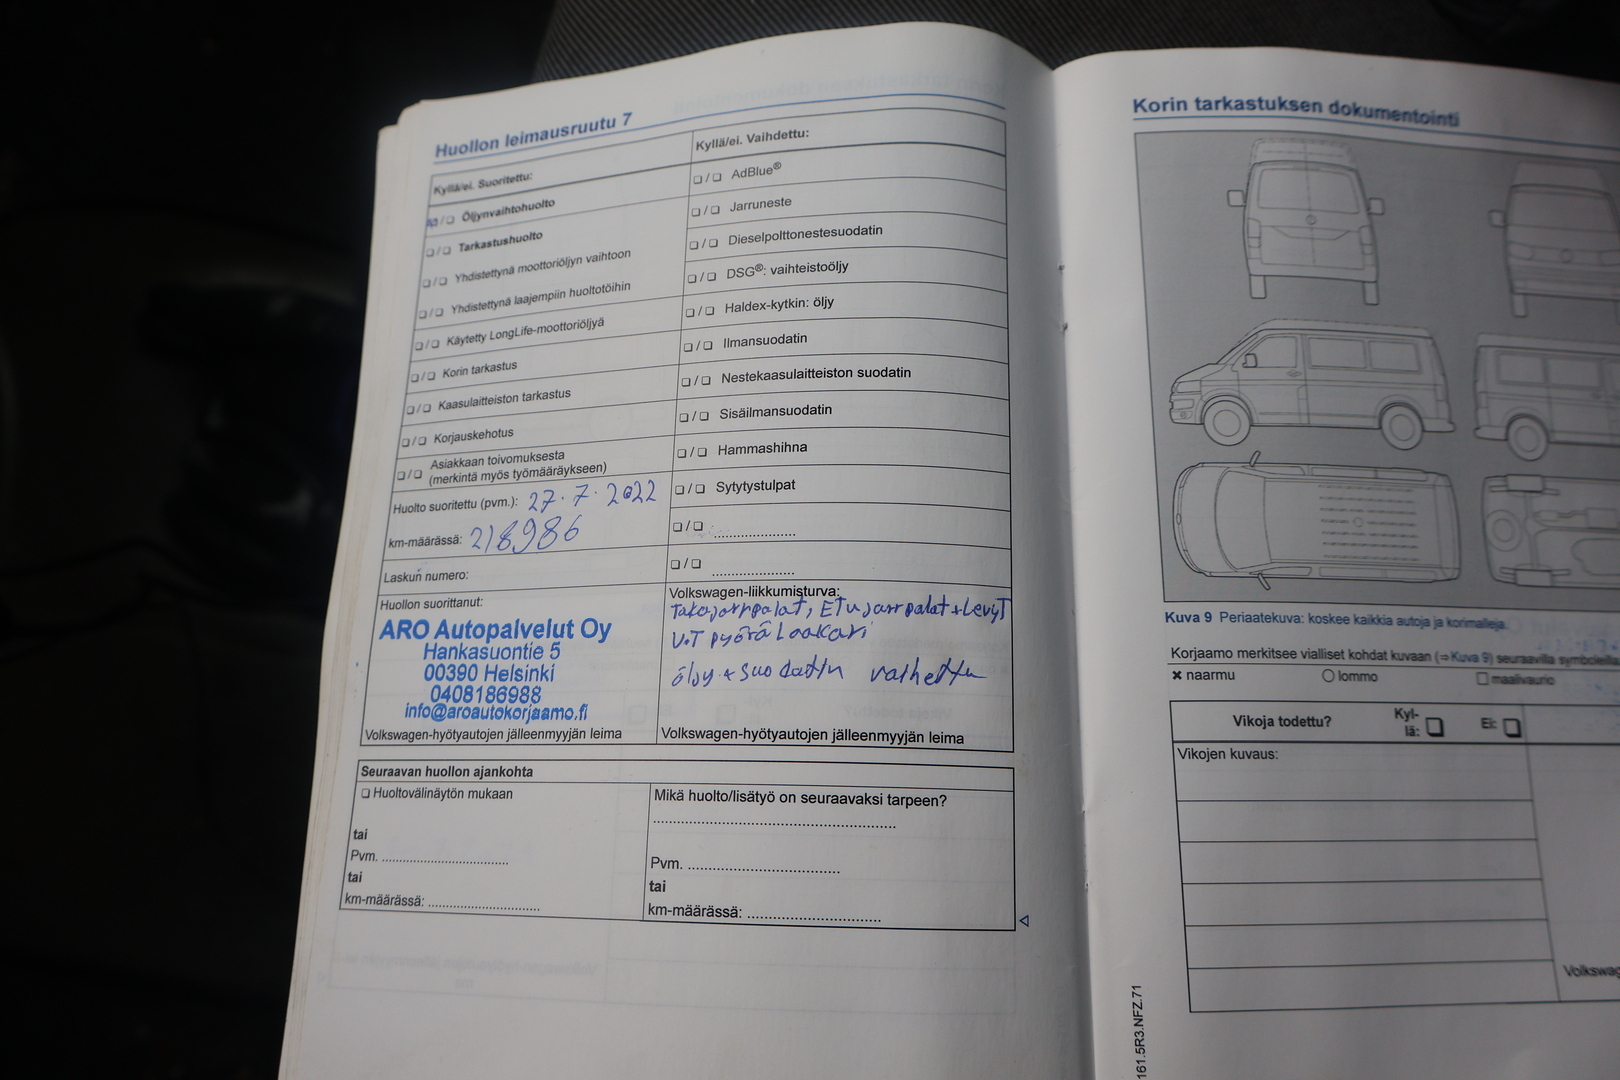 Huollon leimausruutu 7
Kyllä/ei. Suoritettu:
Öljynvaihtohuolto
Tarkastushuolto
Yhdistettynä moottoriöljyn vaihtoon
Yhdistettynä laajempiin huoltotöihin
Käytetty LongLife-moottoriöljyä
Korin tarkastus
Kaasulaitteiston tarkastus
Korjauskehotus
Asiakkaan toivomuksesta
(merkintä myös työmääräykseen)
Huolto suoritettu (pvm.): 27.7.2022
km-määrässä: 218986
Laskun numero:
Huollon suorittanut:
ARO Autopalvelut Oy
Hankasuontie 5
00390 Helsinki
0408186988
info@aroautokorjaamo.fi
Volkswagen-hyötyautojen jälleenmyyjän leima
Kyllä/ei. Vaihdettu:
AdBlue®
Jarruneste
Dieselpolttonestesuodatin
DSG®: vaihteistoöljy
Haldex-kytkin: öljy
Ilmansuodatin
Nestekaasulaitteiston suodatin
Sisäilmansuodatin
Hammashihna
Sytytystulpat
Volkswagen-liikkumisturva:
Takajarrpalat, Etujarrpalat+Levyt
pyörä Laakari
öljy + suodattn vaihettu
Volkswagen-hyötyautojen jälleenmyyjän leima
Seuraavan huollon ajankohta
Huoltovälinäytön mukaan
tai
Pvm.
tai
km-määrässä:
Mikä huolto/lisätyö on seuraavaksi tarpeen?
Pvm.
tai
km-määrässä:
Korin tarkastuksen dokumentointi
Kuva 9 Periaatekuva: koskee kaikkia autoja ja korimalleja.
Korjaamo merkitsee vialliset kohdat kuvaan (⇒Kuva 9) seuraavilla symboleilla
× naarmu
lommo
maalivaurio
Vikoja todettu?
Kyl-
lä:
Ei:
Vikojen kuvaus:
161.5R3.NFZ.71